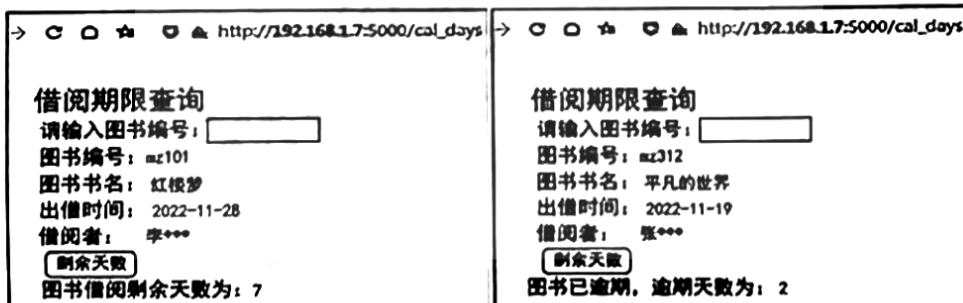 http://192.168.1.7:5000/cal_days
借阅期限查询
请输入图书编号：
图书编号：mz101
图书书名：红楼梦
出借时间：2022-11-28
借阅者：李***
剩余天数
图书借阅剩余天数为：7
http://192.168.1.7:5000/cal_days
借阅期限查询
请输入图书编号：
图书编号：mz312
图书书名：平凡的世界
出借时间：2022-11-19
借阅者：张***
剩余天数
图书已逾期，逾期天数为：2